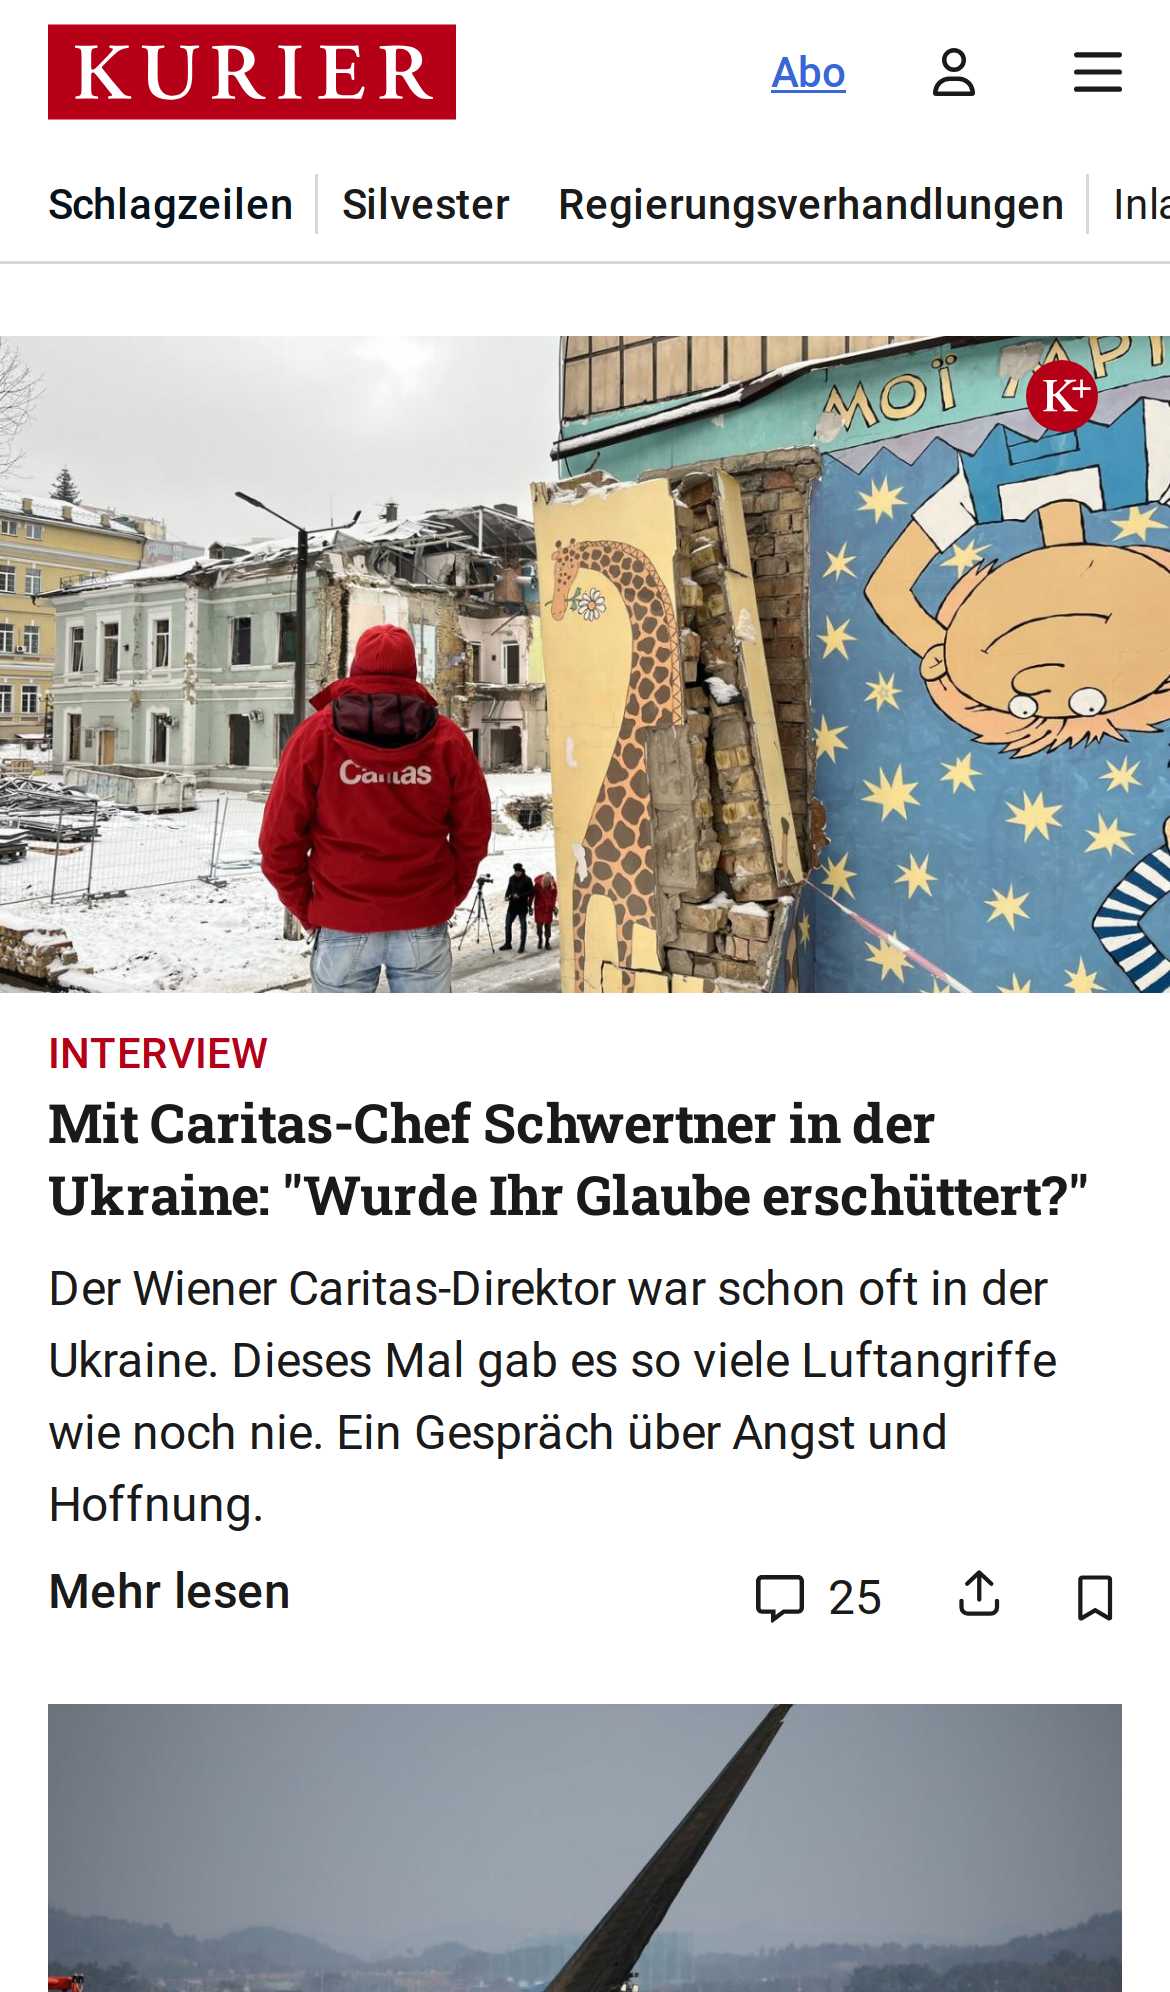 KURIER
Abo
Schlagzeilen
Silvester
Regierungsverhandlungen
Inla
МОЇ
K+
Caritas
INTERVIEW
Mit Caritas-Chef Schwertner in der
Ukraine: "Wurde Ihr Glaube erschüttert?"
Der Wiener Caritas-Direktor war schon oft in der
Ukraine. Dieses Mal gab es so viele Luftangriffe
wie noch nie. Ein Gespräch über Angst und
Hoffnung.
Mehr lesen
25